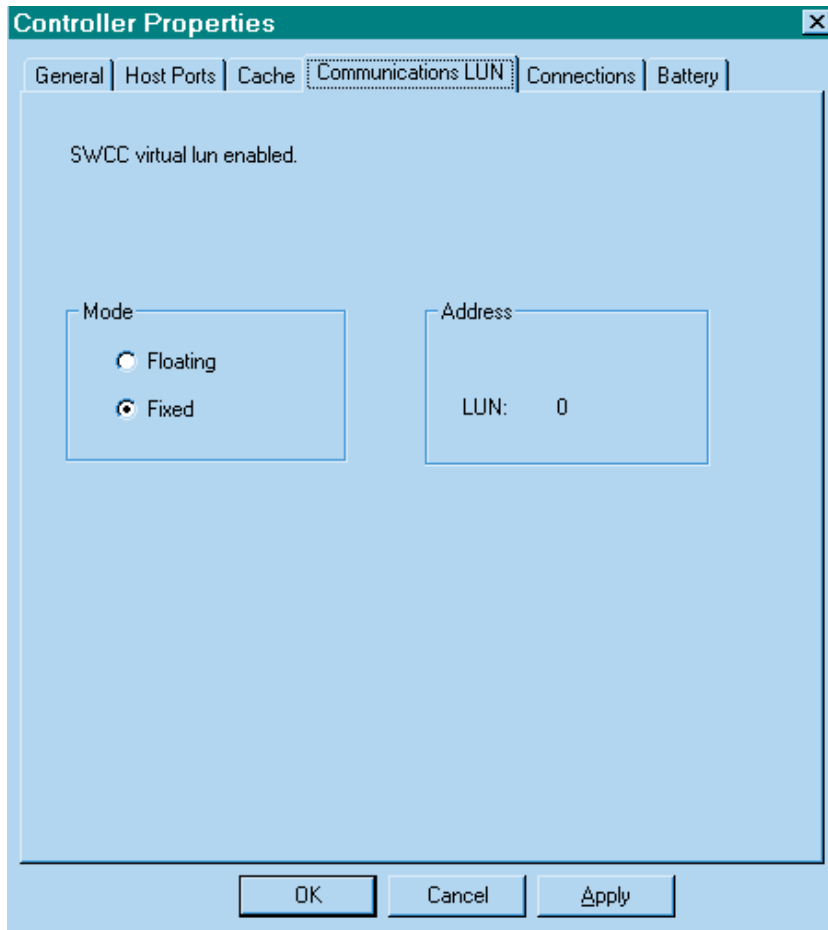 Controller Properties
General Host Ports Cache Communications LUN Connections Battery
SWCC virtual lun enabled.
Mode
Floating
Fixed
Address
LUN: 0
OK Cancel Apply